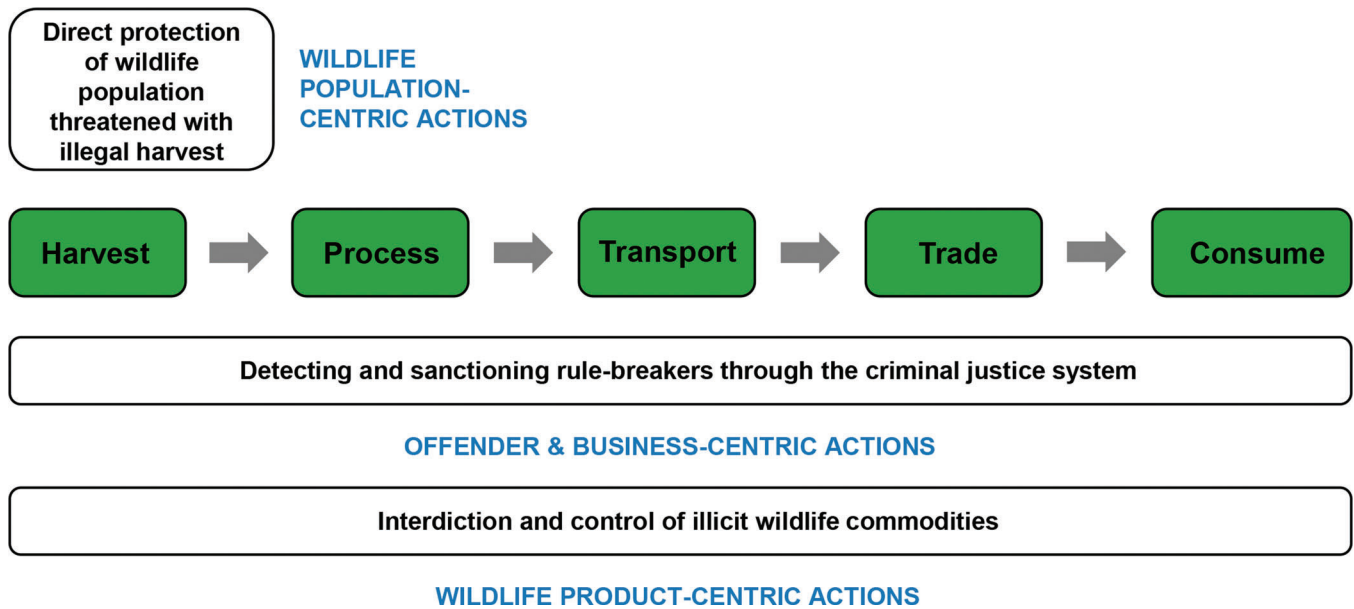 Direct protection
of wildlife
population
threatened with
illegal harvest
WILDLIFE
POPULATION-
CENTRIC ACTIONS
Harvest
Process
Transport
Trade
Consume
Detecting and sanctioning rule-breakers through the criminal justice system
OFFENDER & BUSINESS-CENTRIC ACTIONS
Interdiction and control of illicit wildlife commodities
WILDLIFE PRODUCT-CENTRIC ACTIONS